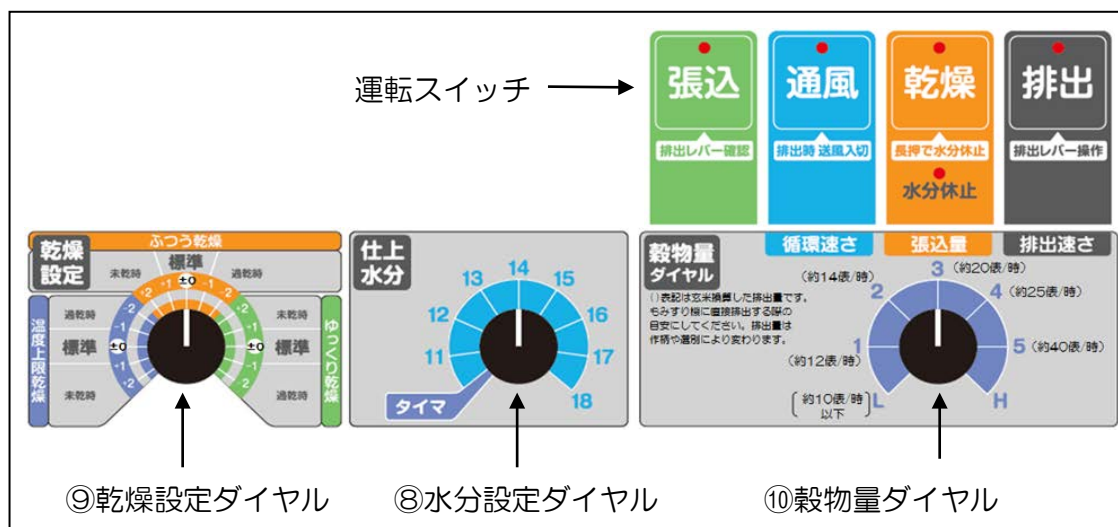 運転スイッチ
張込
通風
乾燥
排出
排出レバー確認
排出時 送風入切
長押で水分休止
排出レバー操作
水分休止
乾燥
設定
ふつう乾燥
標準
未乾時
過乾時
+2
+1
±0
-1
-2
温度上限乾燥
過乾時
標準
未乾時
-2
-1
±0
+1
+2
ゆっくり乾燥
未乾時
標準
過乾時
+2
+1
±0
-1
-2
仕上
水分
11
12
13
14
15
16
17
18
タイマ
穀物量
ダイヤル
循環速さ
張込量
排出速さ
( )表記は玄米換算した排出量です。
もみすり機に直接排出する際の
目安にしてください。排出量は
作柄や選別により変わります。
L
(約10俵/時)
以下
1
(約12俵/時)
2
(約14俵/時)
3 (約20俵/時)
4 (約25俵/時)
5 (約40俵/時)
H
⑨乾燥設定ダイヤル
⑧水分設定ダイヤル
⑩穀物量ダイヤル